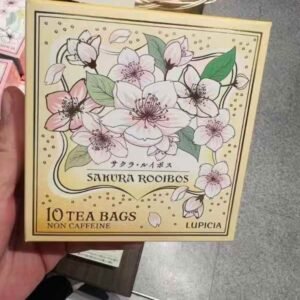 サクラ・ルイボス
SAKURA ROOIBOS
10 TEA BAGS
NON CAFFEINE
LUPICIA